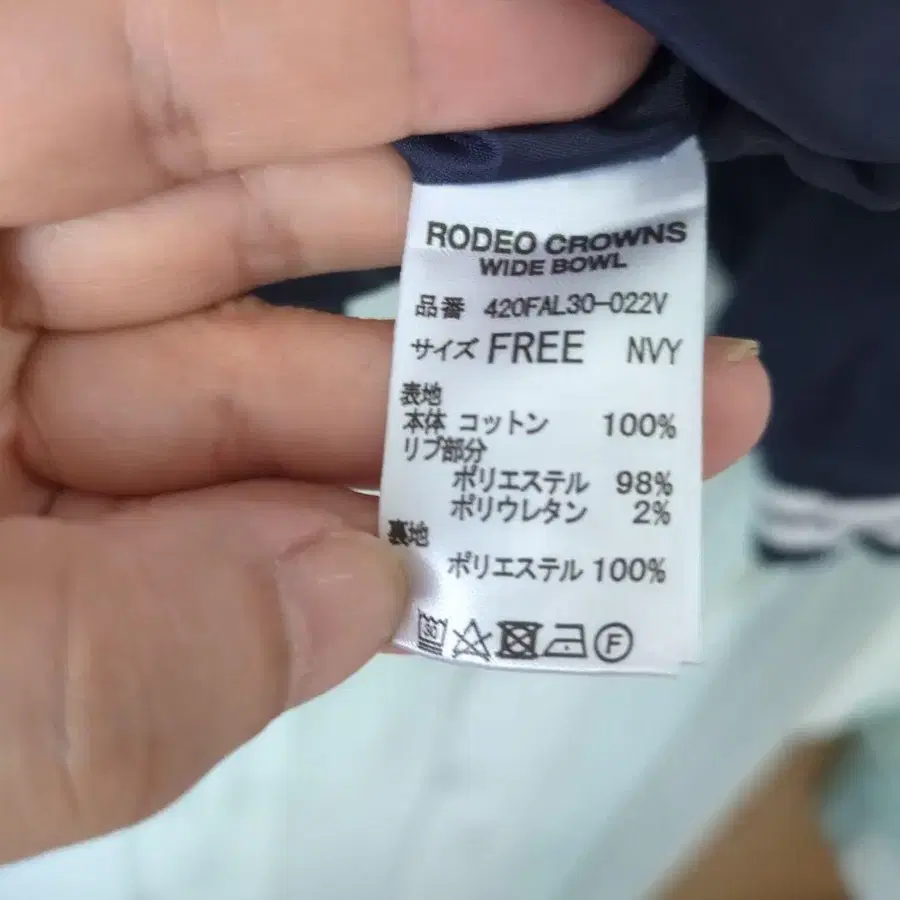 RODEO CROWNS
WIDE BOWL
品番 420FAL30-022V
サイズ FREE NVY
表地
本体 コットン 100%
リブ部分
ポリエステル 98%
ポリウレタン 2%
裏地
ポリエステル 100%
30 F